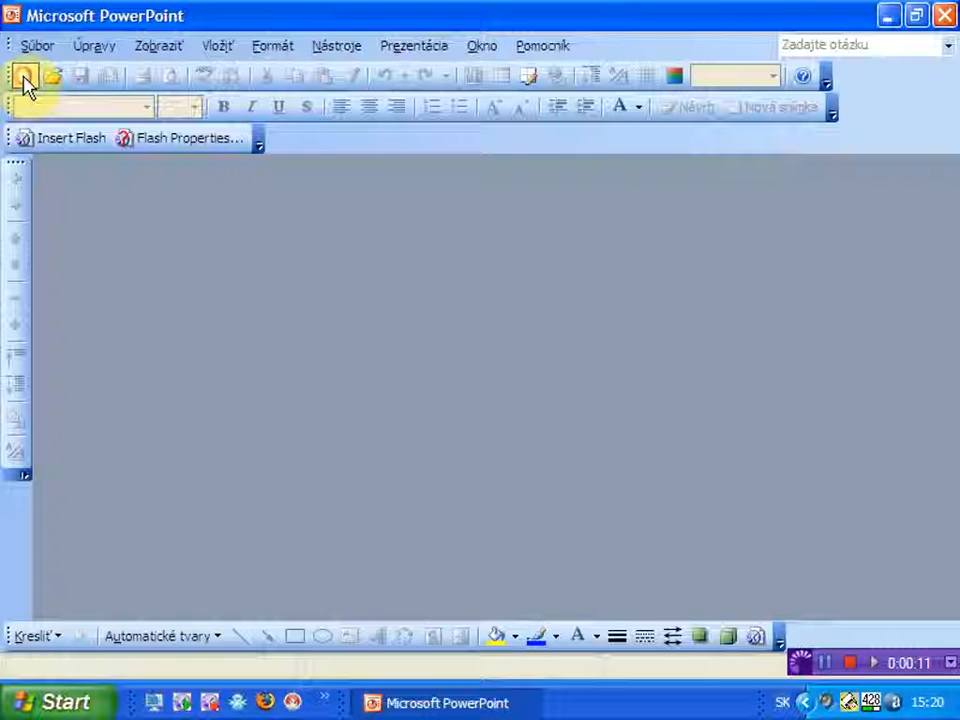 Microsoft PowerPoint
Súbor Úpravy Zobraziť Vložiť Formát Nástroje Prezentácia Okno Pomocník Zadajte otázku
B I U S A Návrh Nová snímka
Insert Flash Flash Properties...
Kresliť Automatické tvary A
0:00:11
Start Microsoft PowerPoint SK 428 15:20